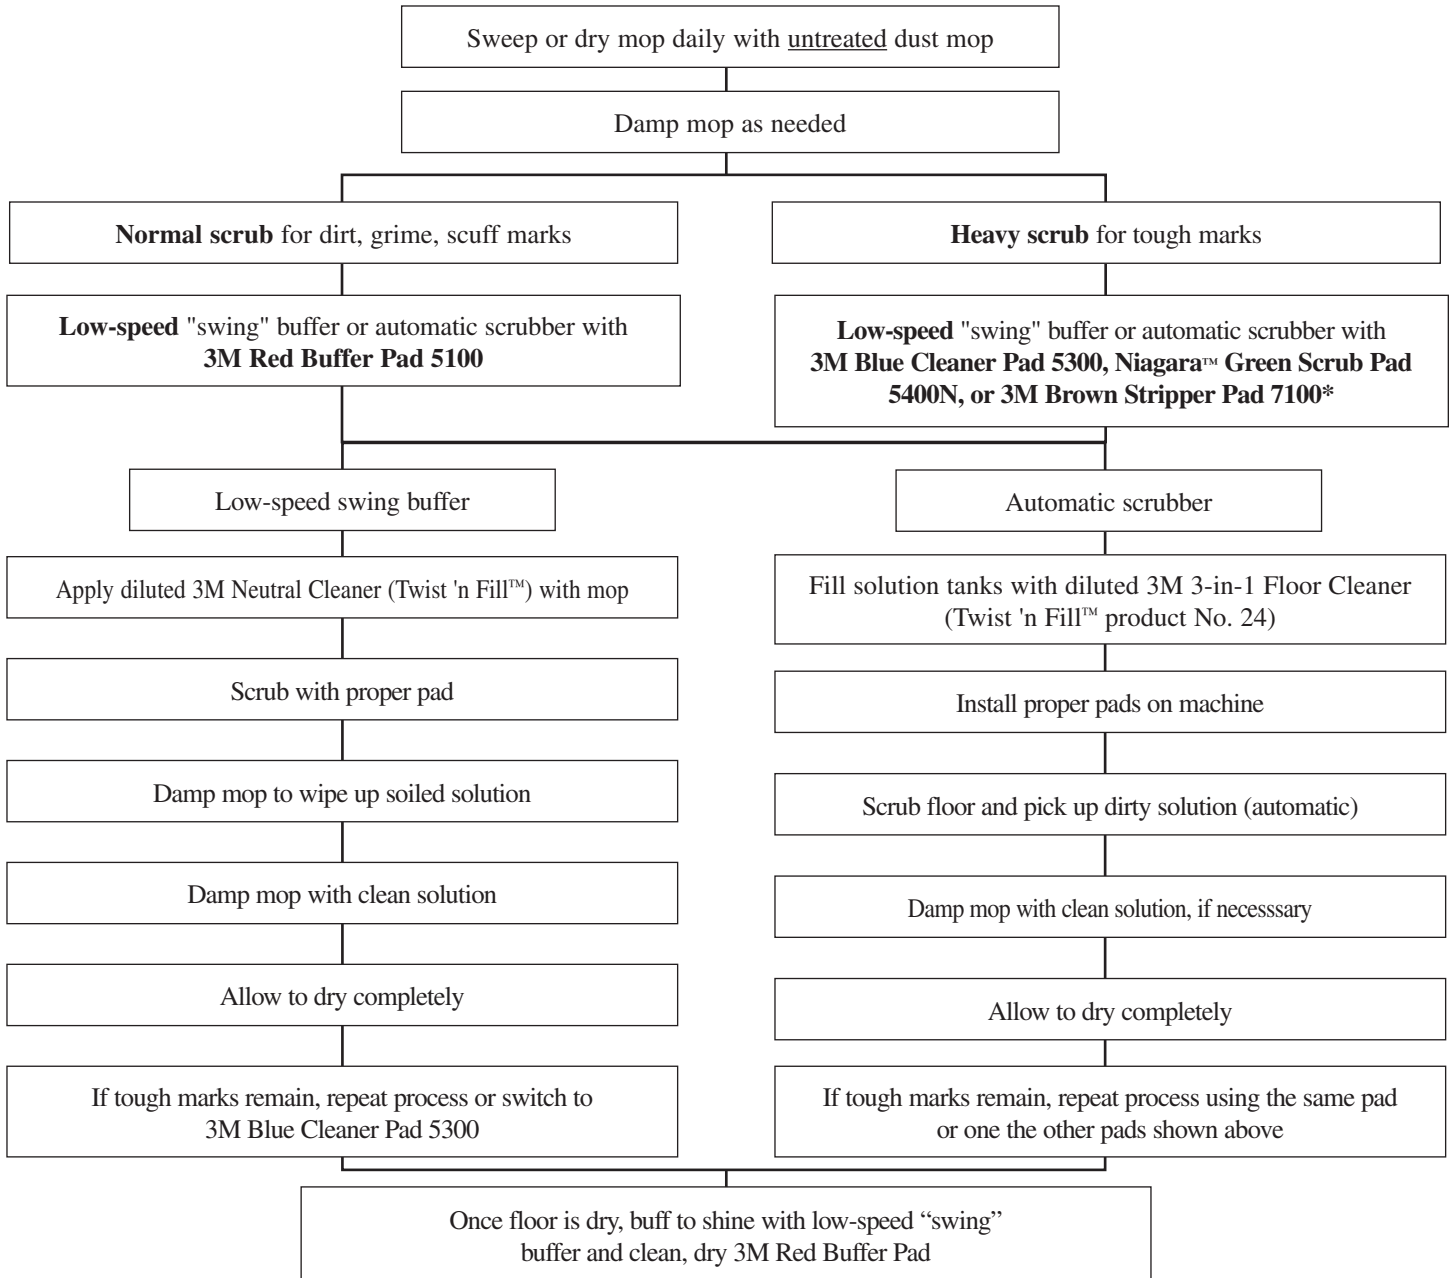 Sweep or dry mop daily with untreated dust mop
Damp mop as needed
Normal scrub for dirt, grime, scuff marks
Heavy scrub for tough marks
Low-speed "swing" buffer or automatic scrubber with
3M Red Buffer Pad 5100
Low-speed "swing" buffer or automatic scrubber with
3M Blue Cleaner Pad 5300, Niagara™ Green Scrub Pad
5400N, or 3M Brown Stripper Pad 7100*
Low-speed swing buffer
Apply diluted 3M Neutral Cleaner (Twist 'n Fill™) with mop
Scrub with proper pad
Damp mop to wipe up soiled solution
Damp mop with clean solution
Allow to dry completely
If tough marks remain, repeat process or switch to
3M Blue Cleaner Pad 5300
Automatic scrubber
Fill solution tanks with diluted 3M 3-in-1 Floor Cleaner
(Twist 'n Fill™ product No. 24)
Install proper pads on machine
Scrub floor and pick up dirty solution (automatic)
Damp mop with clean solution, if necesssary
Allow to dry completely
If tough marks remain, repeat process using the same pad
or one the other pads shown above
Once floor is dry, buff to shine with low-speed “swing”
buffer and clean, dry 3M Red Buffer Pad